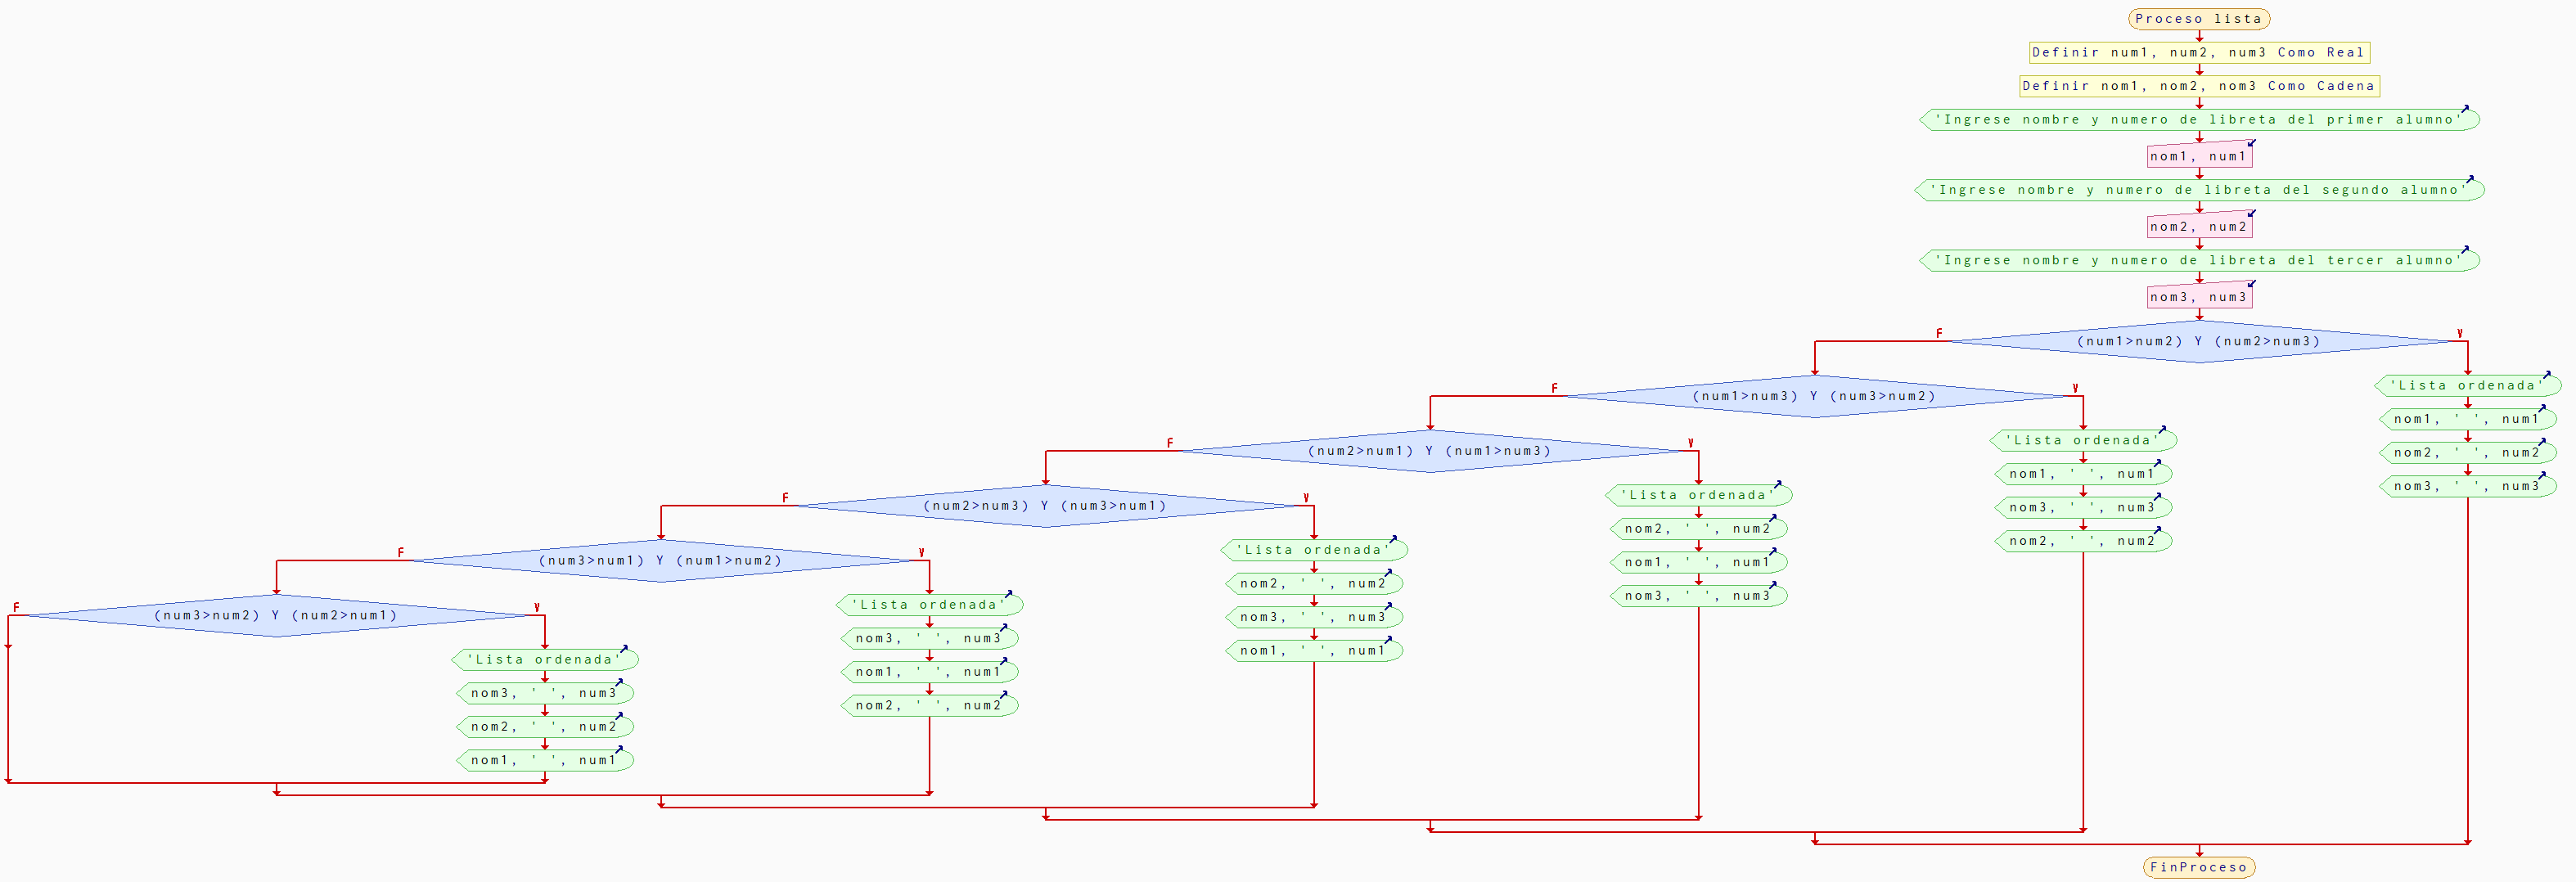 Proceso lista
Definir num1, num2, num3 Como Real
Definir nom1, nom2, nom3 Como Cadena
'Ingrese nombre y numero de libreta del primer alumno'
nom1, num1
'Ingrese nombre y numero de libreta del segundo alumno'
nom2, num2
'Ingrese nombre y numero de libreta del tercer alumno'
nom3, num3
F
(num1>num2) Y (num2>num3)
V
'Lista ordenada'
nom1, ' ', num1
nom2, ' ', num2
nom3, ' ', num3
F
(num1>num3) Y (num3>num2)
V
'Lista ordenada'
nom1, ' ', num1
nom3, ' ', num3
nom2, ' ', num2
F
(num2>num1) Y (num1>num3)
V
'Lista ordenada'
nom2, ' ', num2
nom1, ' ', num1
nom3, ' ', num3
F
(num2>num3) Y (num3>num1)
V
'Lista ordenada'
nom2, ' ', num2
nom3, ' ', num3
nom1, ' ', num1
F
(num3>num1) Y (num1>num2)
V
'Lista ordenada'
nom3, ' ', num3
nom1, ' ', num1
nom2, ' ', num2
F
(num3>num2) Y (num2>num1)
V
'Lista ordenada'
nom3, ' ', num3
nom2, ' ', num2
nom1, ' ', num1
FinProceso